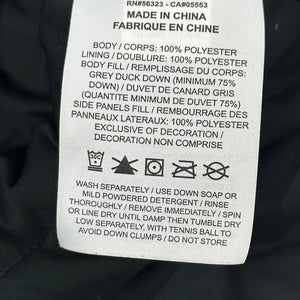 RN#56323 - CA#05553
MADE IN CHINA
FABRIQUE EN CHINE
BODY / CORPS: 100% POLYESTER
LINING / DOUBLURE: 100% POLYESTER
BODY FILL / REMPLISSAGE DU CORPS:
GREY DUCK DOWN (MINIMUM 75%
DOWN) / DUVET DE CANARD GRIS
(QUANTITE MINIMUM DE DUVET 75%)
SIDE PANELS FILL / REMBOURRAGE DES
PANNEAUX LATERAUX: 100% POLYESTER
EXCLUSIVE OF DECORATION /
DECORATION NON COMPRISE
WASH SEPARATELY / USE DOWN SOAP OR
MILD POWDERED DETERGENT / RINSE
THOROUGHLY / REMOVE IMMEDIATELY / SPIN
OR LINE DRY UNTIL DAMP THEN TUMBLE DRY
LOW, SEPARATELY, WITH TENNIS BALL TO
AVOID DOWN CLUMPS / DO NOT STORE